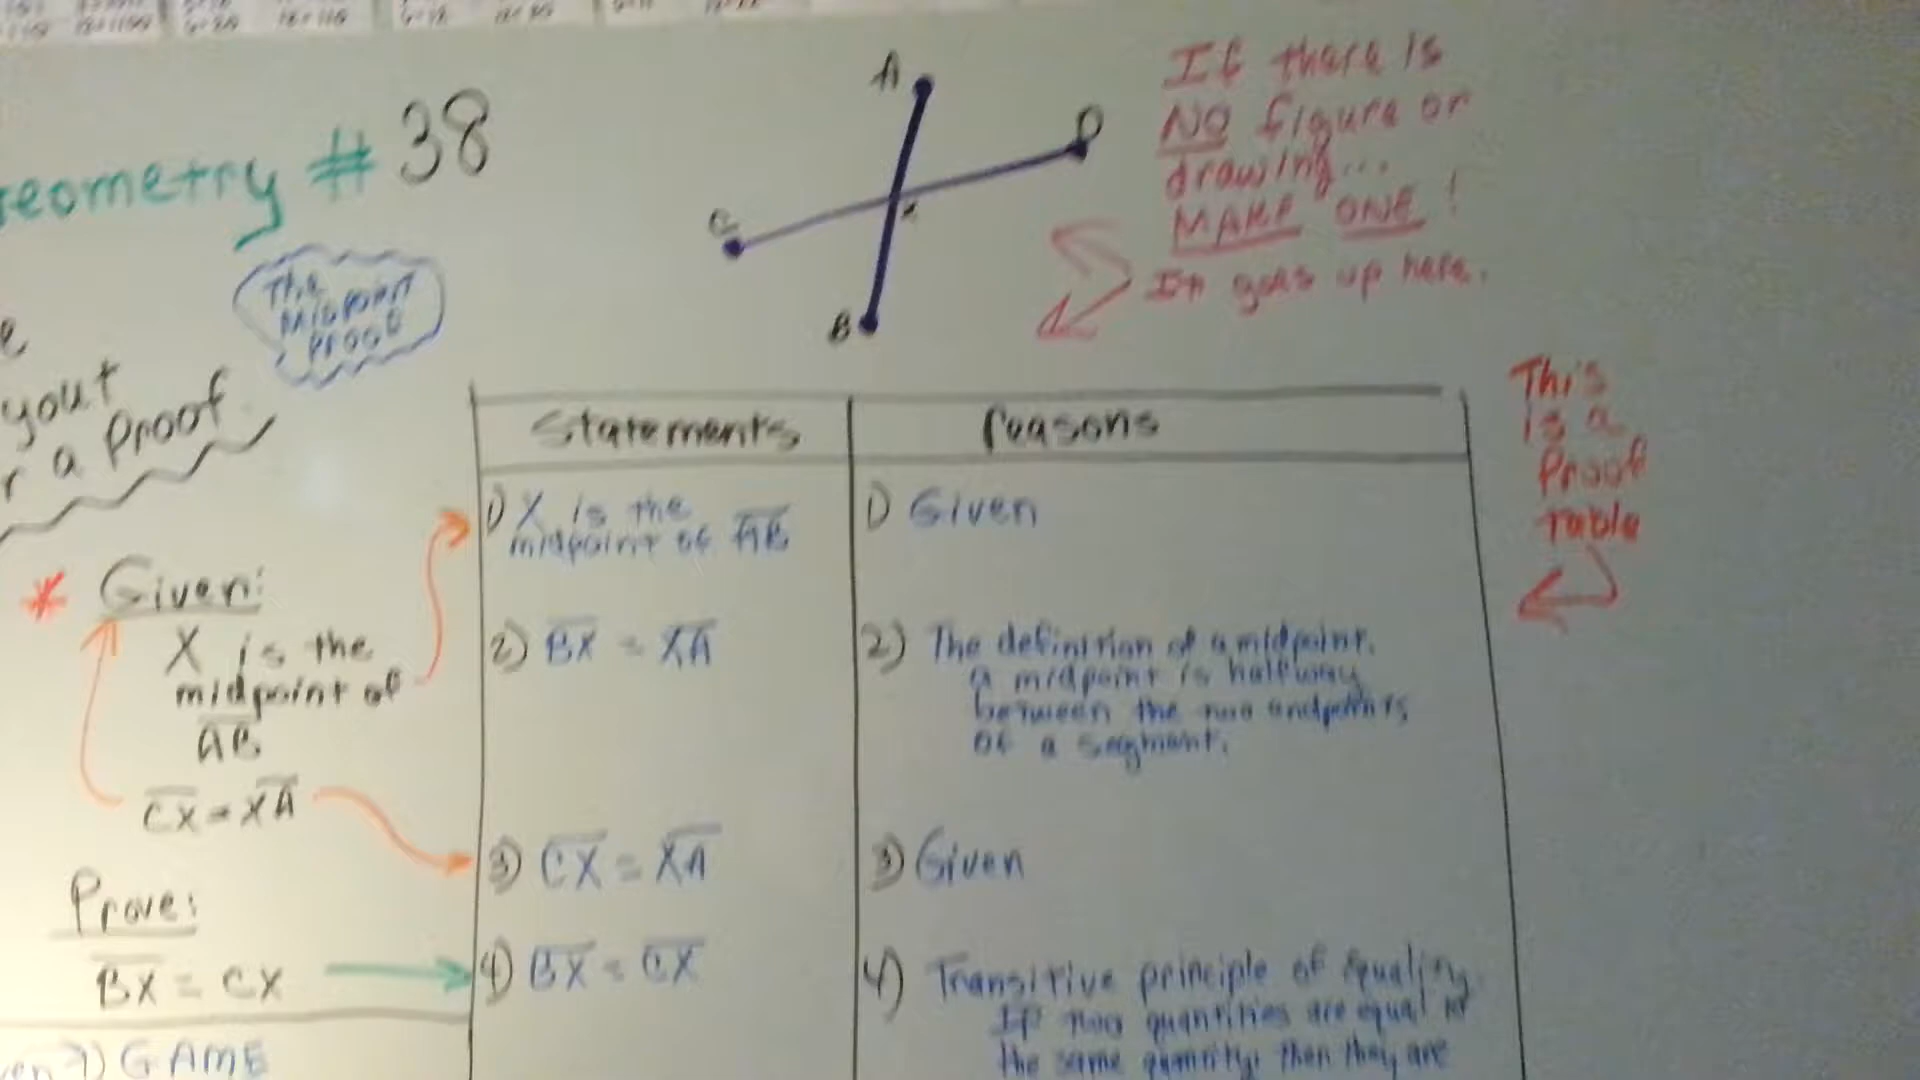 Geometry # 38
The
Midpoint
Proof
yout
r a Proof
A
D
C
X
B
If there is
NO figure or
drawing...
MAKE ONE!
It goes up here.
This
is a
Proof
table
Statements
reasons
1) X is the
midpoint of AB
1) Given
2) BX = XA
2) The definition of a midpoint.
a midpoint is halfway
between the two endpoints
of a segment.
3) CX = XA
3) Given
4) BX = CX
4) Transitive principle of equality
If two quantities are equal to
the same quantity, then they are
* Given:
X is the
midpoint of
AB
CX = XA
Prove:
BX = CX
1) GAME